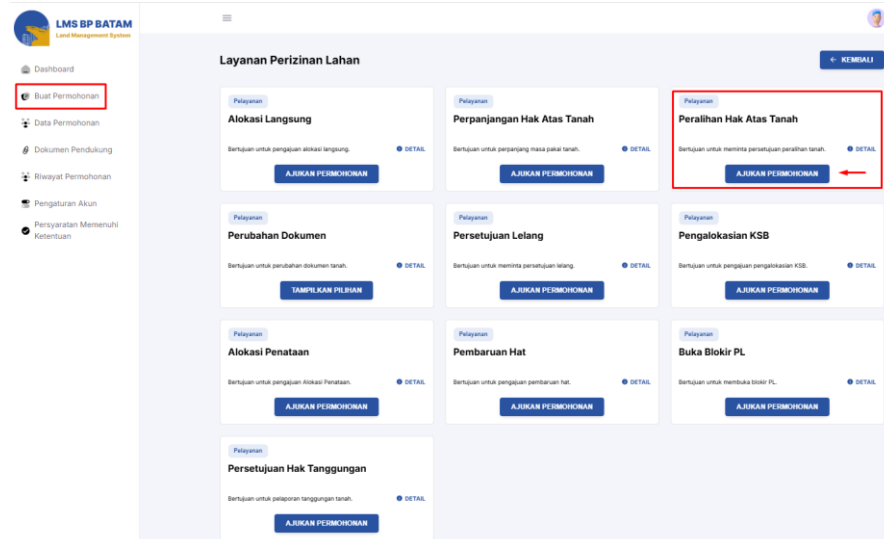 LMS BP BATAM
Land Management System
Dashboard
Buat Permohonan
Data Permohonan
Dokumen Pendukung
Riwayat Permohonan
Pengaturan Akun
Persyaratan Memenuhi
Ketentuan
Layanan Perizinan Lahan
← KEMBALI
Pelayanan
Alokasi Langsung
Bertujuan untuk pengajuan alokasi langsung.
DETAIL
AJUKAN PERMOHONAN
Pelayanan
Perpanjangan Hak Atas Tanah
Bertujuan untuk perpanjang masa pakai tanah.
DETAIL
AJUKAN PERMOHONAN
Pelayanan
Peralihan Hak Atas Tanah
Bertujuan untuk meminta persetujuan peralihan tanah.
DETAIL
AJUKAN PERMOHONAN
Pelayanan
Perubahan Dokumen
Bertujuan untuk perubahan dokumen tanah.
DETAIL
TAMPILKAN PILIHAN
Pelayanan
Persetujuan Lelang
Bertujuan untuk meminta persetujuan lelang.
DETAIL
AJUKAN PERMOHONAN
Pelayanan
Pengalokasian KSB
Bertujuan untuk pengajuan pengalokasian KSB.
DETAIL
AJUKAN PERMOHONAN
Pelayanan
Alokasi Penataan
Bertujuan untuk pengajuan Alokasi Penataan.
DETAIL
AJUKAN PERMOHONAN
Pelayanan
Pembaruan Hat
Bertujuan untuk pengajuan pembaruan hat.
DETAIL
AJUKAN PERMOHONAN
Pelayanan
Buka Blokir PL
Bertujuan untuk membuka blokir PL.
DETAIL
AJUKAN PERMOHONAN
Pelayanan
Persetujuan Hak Tanggungan
Bertujuan untuk pelaporan tanggungan tanah.
DETAIL
AJUKAN PERMOHONAN